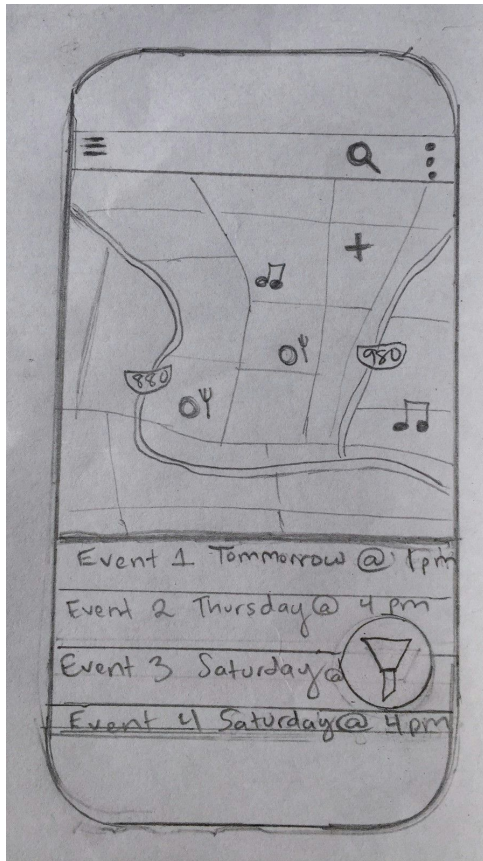 980
880
Event 1 Tommorrow @ 1pm
Event 2 Thursday @ 4 pm
Event 3 Saturday @
Event 4 Saturday @ 4pm